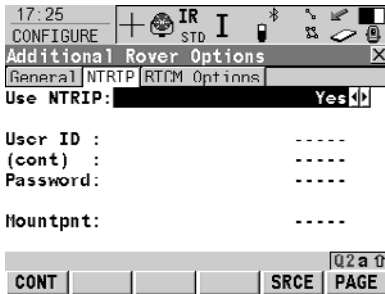 17:25
IR
CONFIGURE
STD
I
Additional Rover Options
General NTRIP RTCM Options
Use NTRIP: Yes
User ID : -----
(cont) : -----
Password: -----
Mountpnt: -----
Q2a
CONT SRCE PAGE